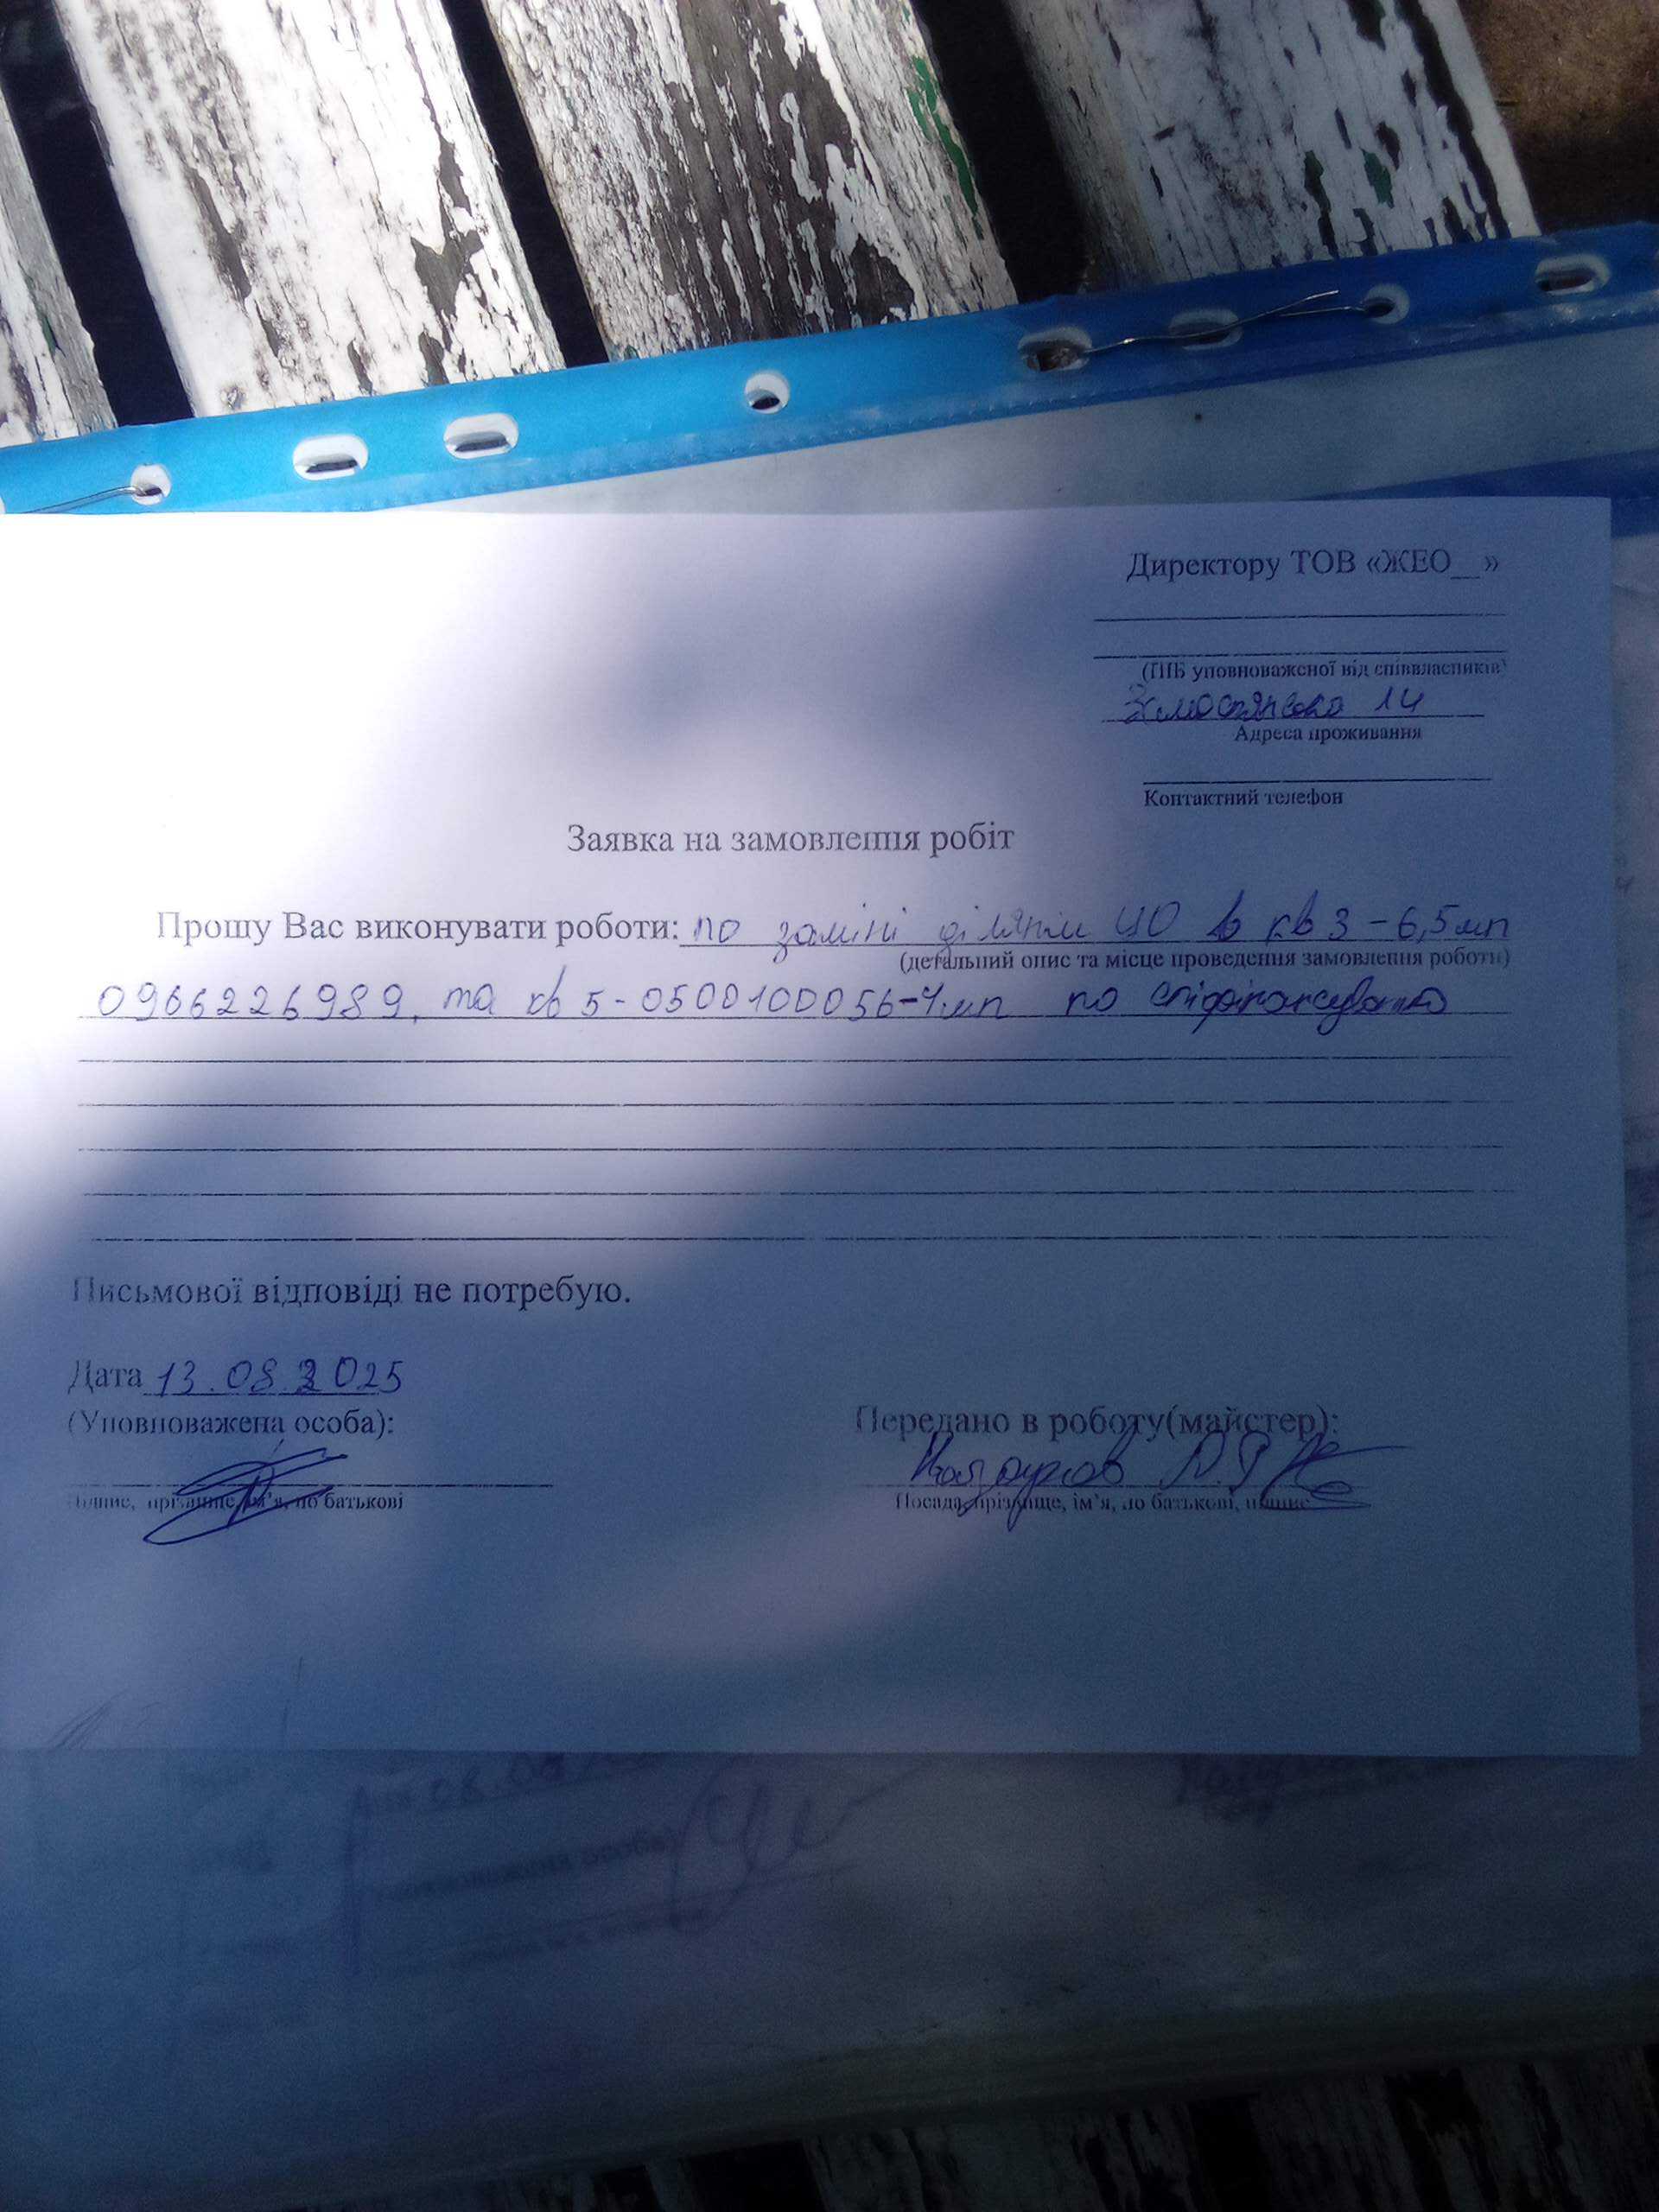 Директору ТОВ «ЖЕО__»
(ПІБ уповноваженої від співвласників)
14
Адреса проживання
Контактний телефон
Заявка на замовлення робіт
Прошу Вас виконувати роботи: по заміні ділянки ЦО в кв 3 - 6,5 мп
(детальний опис та місце проведення замовлення роботи)
0966226989, та кв 5 - 0500100056 - 4 мп по співфінансуванню
Письмової відповіді не потребую.
Дата 13.08.2025
(Уповноважена особа):
Передано в роботу(майстер):
Підпис, прізвище, ім’я, по батькові
Посада, прізвище, ім’я, по батькові, підпис